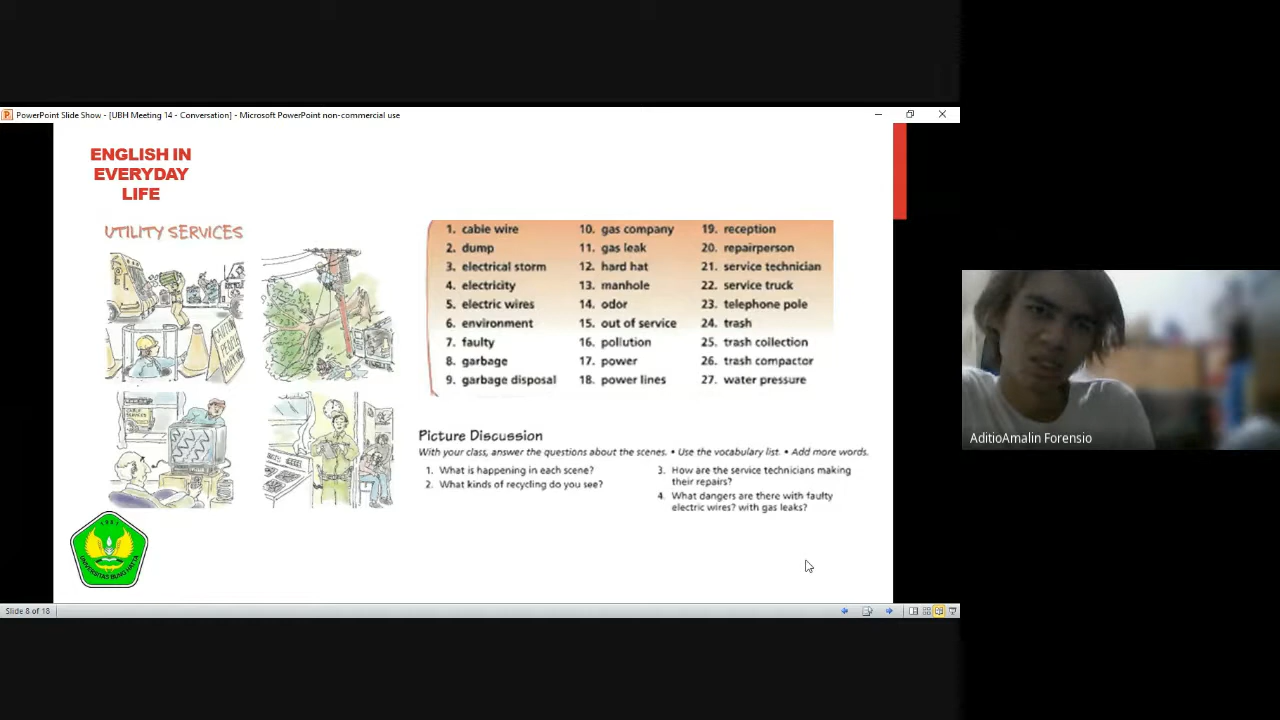 PowerPoint Slide Show - [UBH Meeting 14 - Conversation] - Microsoft PowerPoint non-commercial use
ENGLISH IN
EVERYDAY
LIFE
UTILITY SERVICES
1. cable wire
2. dump
3. electrical storm
4. electricity
5. electric wires
6. environment
7. faulty
8. garbage
9. garbage disposal
10. gas company
11. gas leak
12. hard hat
13. manhole
14. odor
15. out of service
16. pollution
17. power
18. power lines
19. reception
20. repairperson
21. service technician
22. service truck
23. telephone pole
24. trash
25. trash collection
26. trash compactor
27. water pressure
Picture Discussion
With your class, answer the questions about the scenes. • Use the vocabulary list. • Add more words.
1. What is happening in each scene?
2. What kinds of recycling do you see?
3. How are the service technicians making
their repairs?
4. What dangers are there with faulty
electric wires? with gas leaks?
UNIVERSITAS BUNG HATTA
Slide 8 of 18
AditioAmalin Forensio